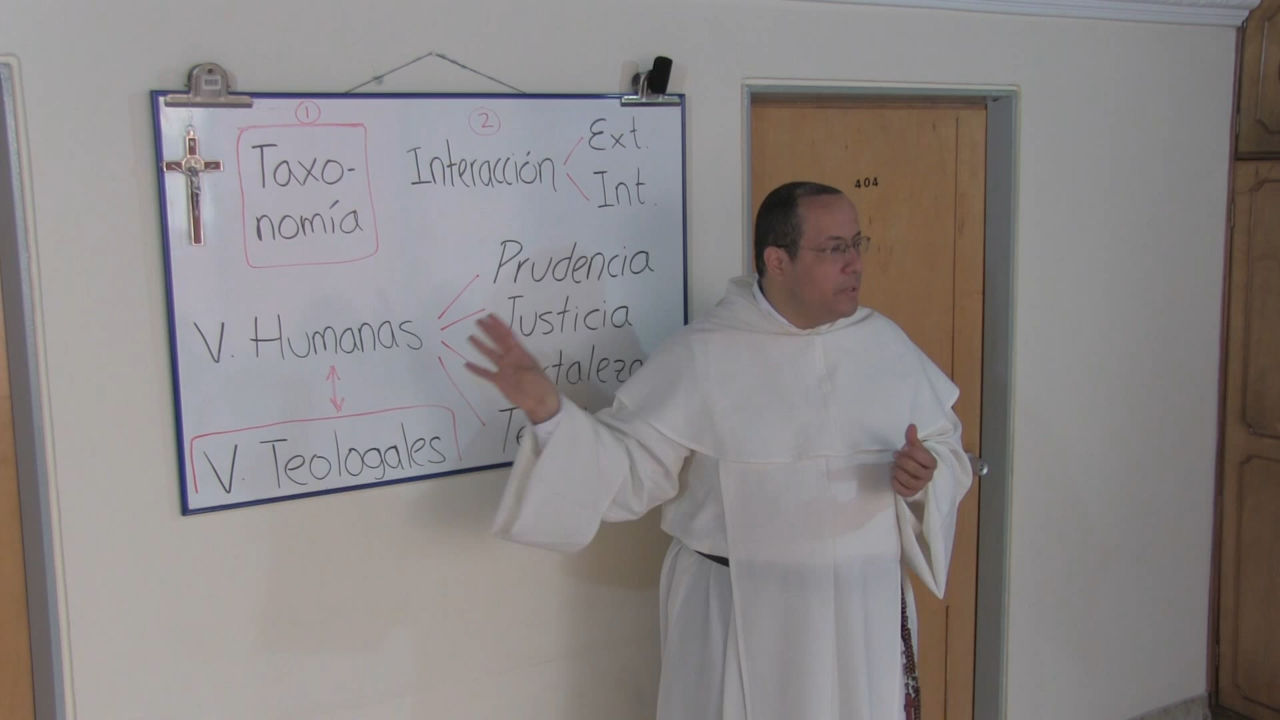 1
Taxo-
nomía
2
Interacción
Ext.
Int.
V. Humanas
Prudencia
Justicia
V. Teologales
404